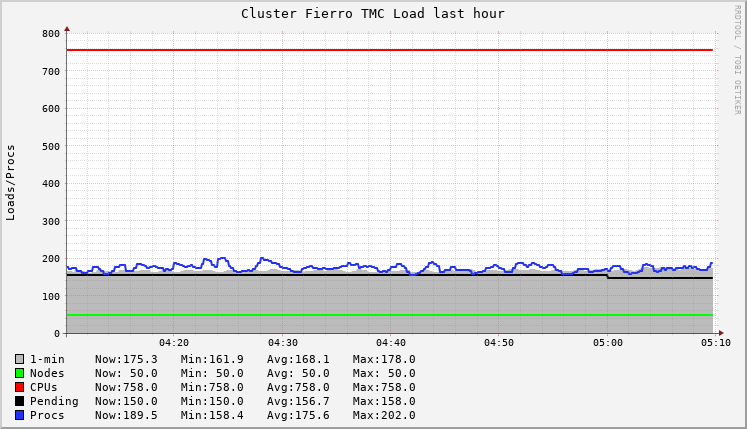 Cluster Fierro TMC Load last hour
RRDTOOL / TOBI OETIKER
Loads/Procs
800
700
600
500
400
300
200
100
0
04:20 04:30 04:40 04:50 05:00 05:10
1-min Now:175.3 Min:161.9 Avg:168.1 Max:178.0
Nodes Now: 50.0 Min: 50.0 Avg: 50.0 Max: 50.0
CPUs Now:758.0 Min:758.0 Avg:758.0 Max:758.0
Pending Now:150.0 Min:150.0 Avg:156.7 Max:158.0
Procs Now:189.5 Min:158.4 Avg:175.6 Max:202.0